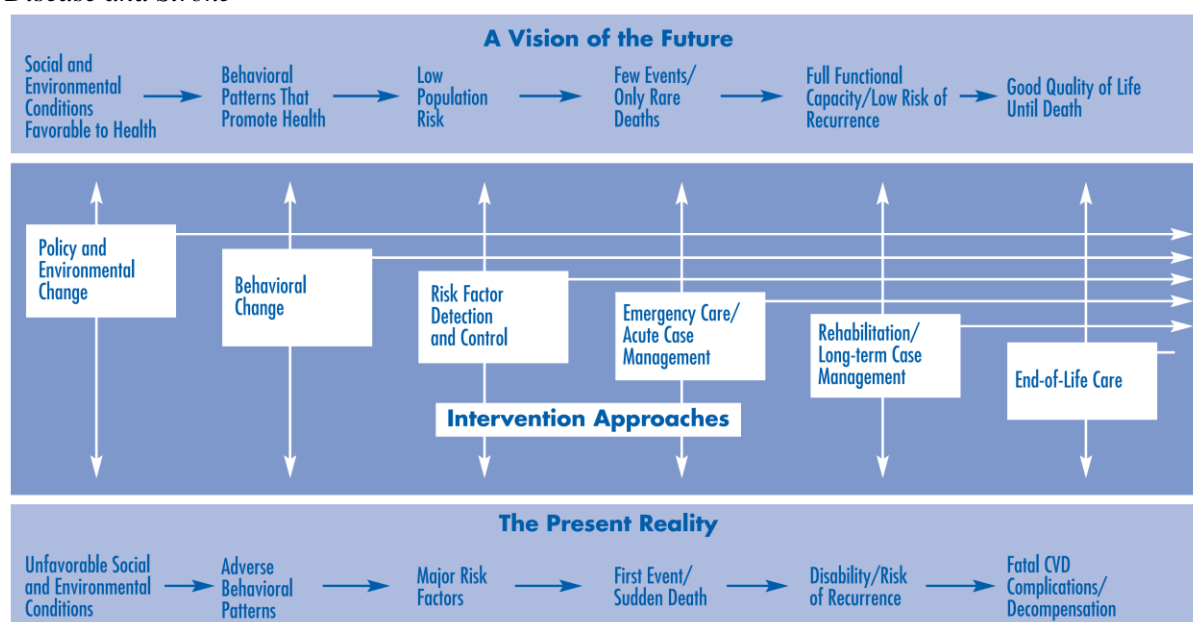 Disease and Stroke
A Vision of the Future
Social and
Environmental
Conditions
Favorable to Health
Behavioral
Patterns That
Promote Health
Low
Population
Risk
Few Events/
Only Rare
Deaths
Full Functional
Capacity/Low Risk of
Recurrence
Good Quality of Life
Until Death
Policy and
Environmental
Change
Behavioral
Change
Risk Factor
Detection
and Control
Emergency Care/
Acute Case
Management
Rehabilitation/
Long-term Case
Management
End-of-Life Care
Intervention Approaches
The Present Reality
Unfavorable Social
and Environmental
Conditions
Adverse
Behavioral
Patterns
Major Risk
Factors
First Event/
Sudden Death
Disability/Risk
of Recurrence
Fatal CVD
Complications/
Decompensation